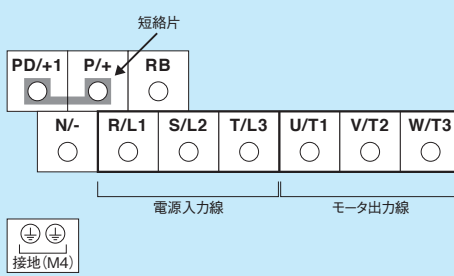 短絡片
PD/+1 P/+ RB
N/- R/L1 S/L2 T/L3 U/T1 V/T2 W/T3
電源入力線 モータ出力線
接地(M4)